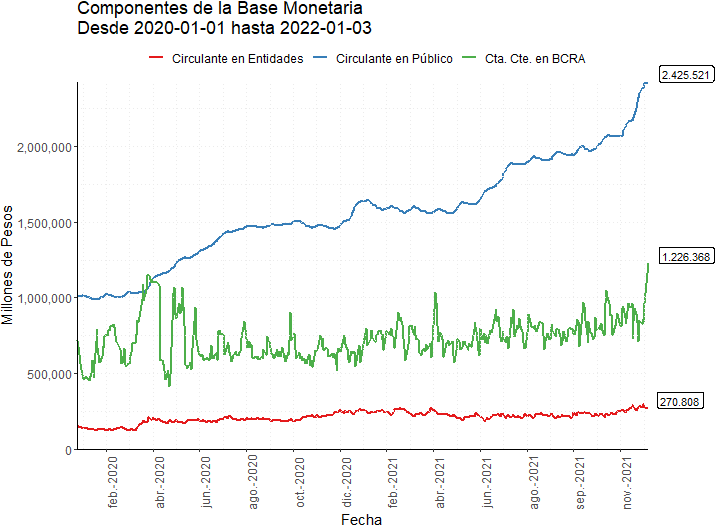 Componentes de la Base Monetaria
Desde 2020-01-01 hasta 2022-01-03
Circulante en Entidades
Circulante en Público
Cta. Cte. en BCRA
Millones de Pesos
2,000,000
1,500,000
1,000,000
500,000
0
2.425.521
1.226.368
270.808
feb.-2020
abr.-2020
jun.-2020
ago.-2020
oct.-2020
dic.-2020
feb.-2021
abr.-2021
jun.-2021
ago.-2021
sep.-2021
nov.-2021
Fecha